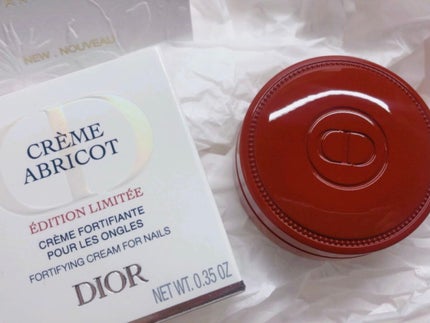 NEW · NOUVEAU
CRÈME
ABRICOT
ÉDITION LIMITÉE
CRÈME FORTIFIANTE
POUR LES ONGLES
FORTIFYING CREAM FOR NAILS
DIOR
NET WT. 0.35 OZ
CD